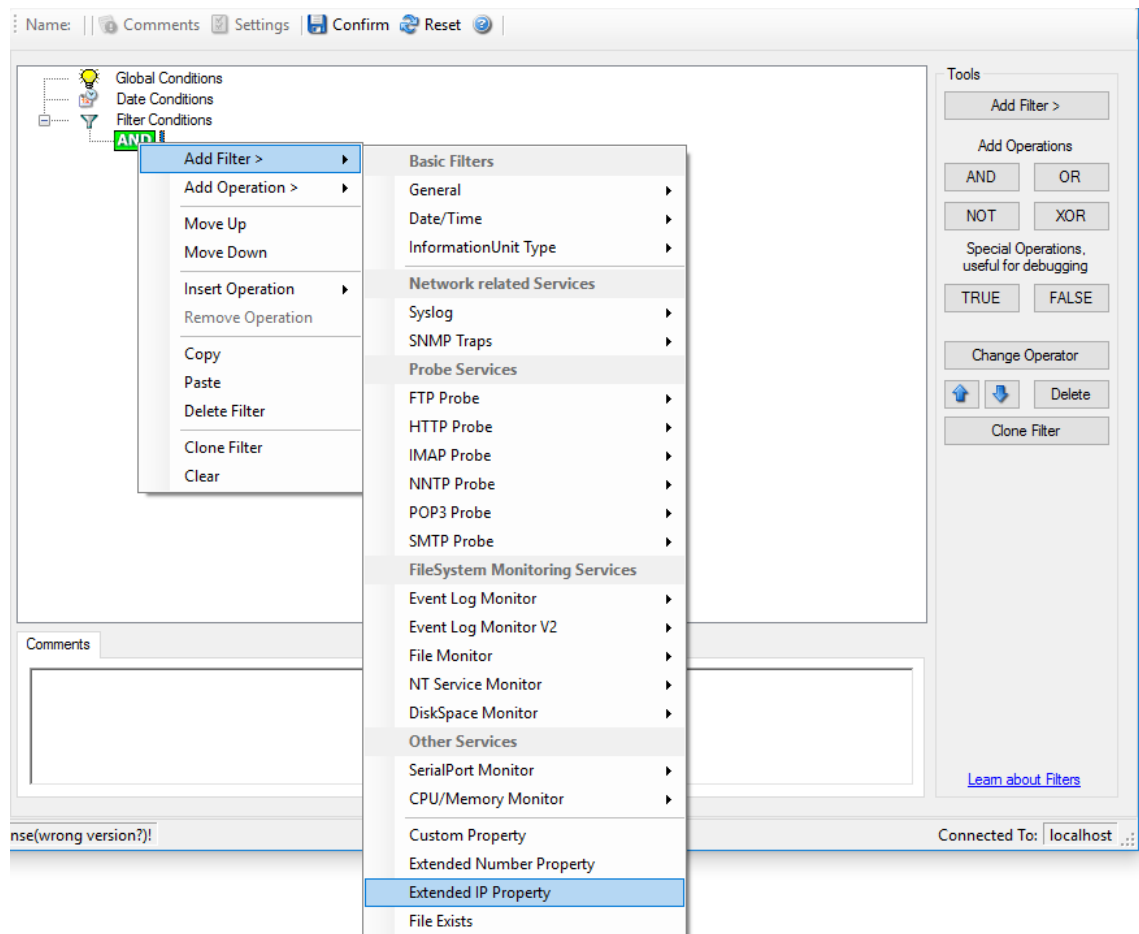 Name: Comments Settings Confirm Reset
Global Conditions
Date Conditions
Filter Conditions
AND
Add Filter >
Add Operation >
Move Up
Move Down
Insert Operation
Remove Operation
Copy
Paste
Delete Filter
Clone Filter
Clear
Basic Filters
General
Date/Time
InformationUnit Type
Network related Services
Syslog
SNMP Traps
Probe Services
FTP Probe
HTTP Probe
IMAP Probe
NNTP Probe
POP3 Probe
SMTP Probe
FileSystem Monitoring Services
Event Log Monitor
Event Log Monitor V2
File Monitor
NT Service Monitor
DiskSpace Monitor
Other Services
SerialPort Monitor
CPU/Memory Monitor
Custom Property
Extended Number Property
Extended IP Property
File Exists
Tools
Add Filter >
Add Operations
AND OR
NOT XOR
Special Operations,
useful for debugging
TRUE FALSE
Change Operator
Delete
Clone Filter
Learn about Filters
Comments
nse(wrong version?)!
Connected To: localhost